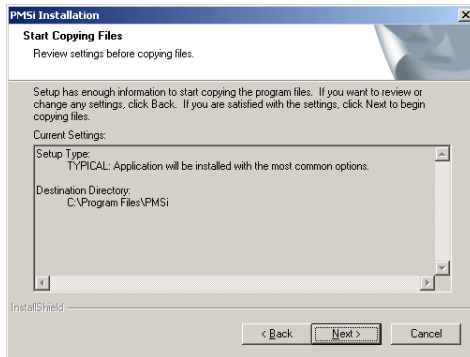 PMSi Installation
Start Copying Files
Review settings before copying files.
Setup has enough information to start copying the program files. If you want to review or
change any settings, click Back. If you are satisfied with the settings, click Next to begin
copying files.
Current Settings:
Setup Type:
TYPICAL: Application will be installed with the most common options.
Destination Directory:
C:\Program Files\PMSi
InstallShield
< Back Next > Cancel